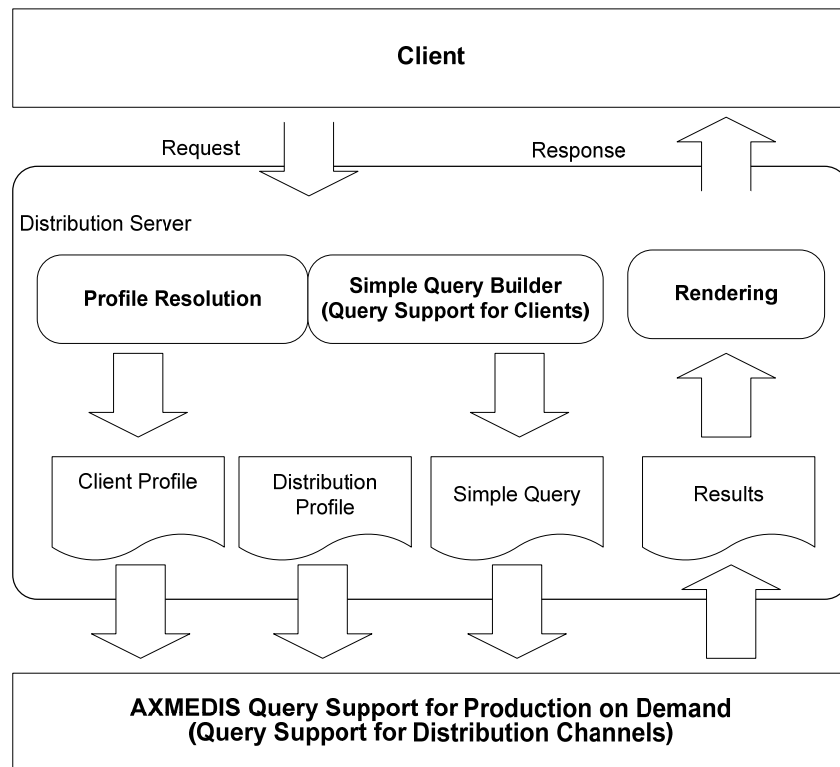 Client
Request
Response
Distribution Server
Profile Resolution
Simple Query Builder
(Query Support for Clients)
Rendering
Client Profile
Distribution
Profile
Simple Query
Results
AXMEDIS Query Support for Production on Demand
(Query Support for Distribution Channels)